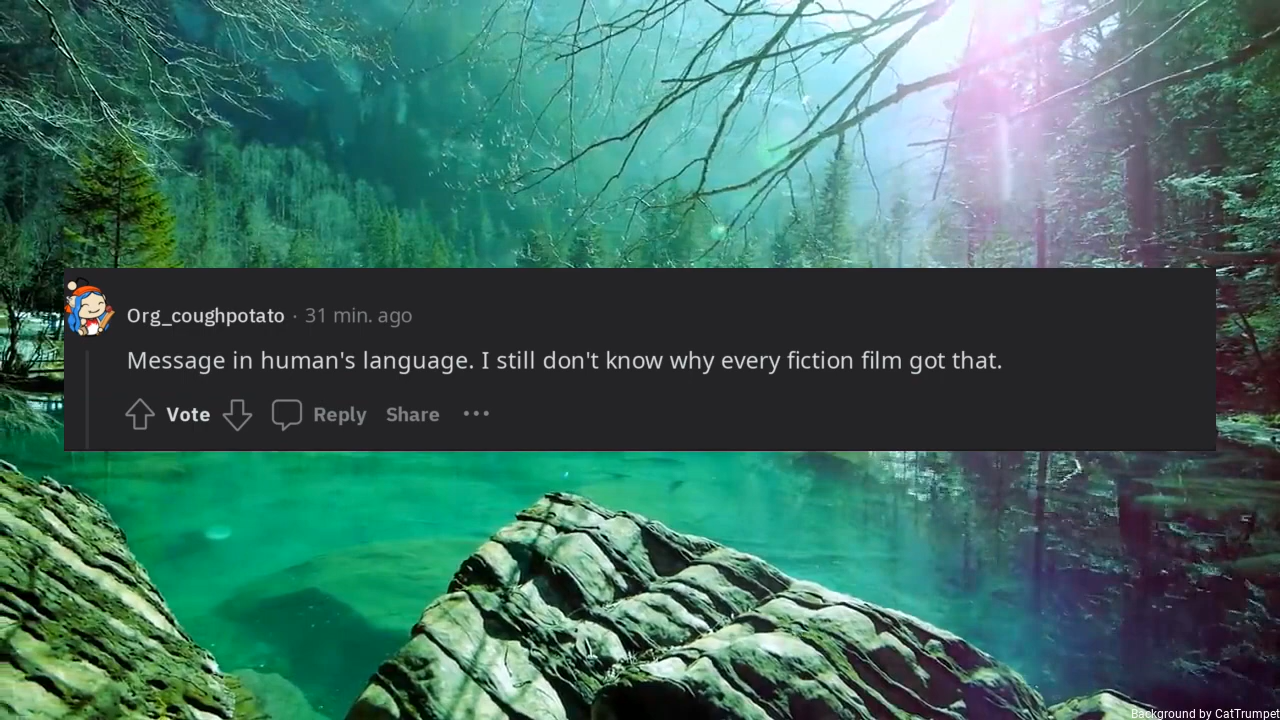 Org_coughpotato · 31 min. ago
Message in human's language. I still don't know why every fiction film got that.
Vote Reply Share
Background by CatTrumpet